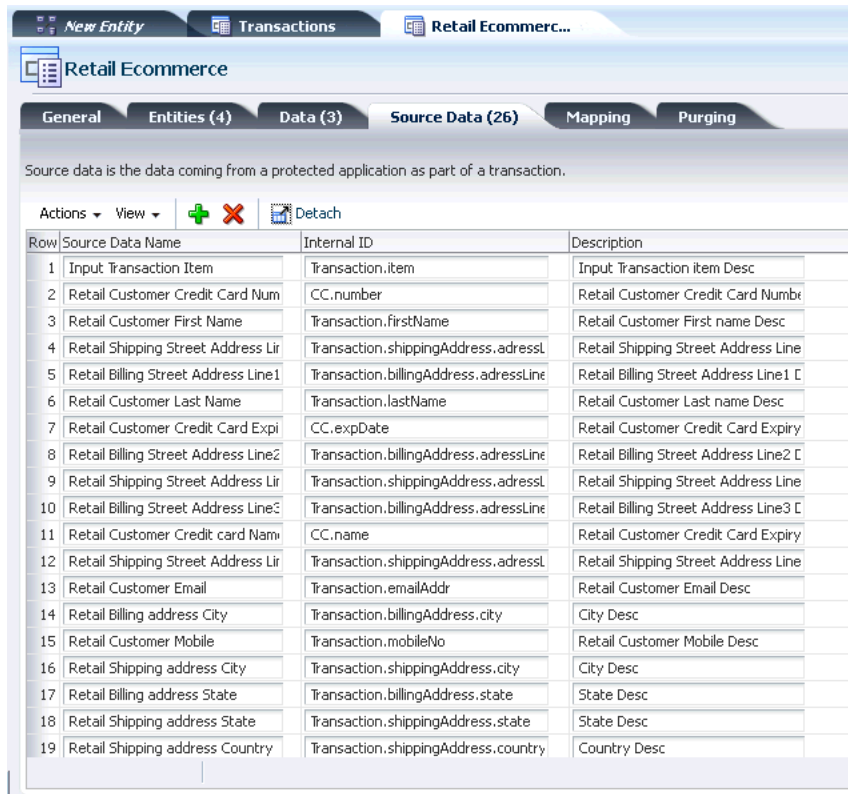 New Entity Transactions Retail Ecommerc...
Retail Ecommerce
General Entities (4) Data (3) Source Data (26) Mapping Purging
Source data is the data coming from a protected application as part of a transaction.
Actions View Detach
Row Source Data Name Internal ID Description
1 Input Transaction Item Transaction.item Input Transaction item Desc
2 Retail Customer Credit Card Num CC.number Retail Customer Credit Card Numbe
3 Retail Customer First Name Transaction.firstName Retail Customer First name Desc
4 Retail Shipping Street Address Lir Transaction.shippingAddress.adressL Retail Shipping Street Address Line
5 Retail Billing Street Address Line1 Transaction.billingAddress.adressLine Retail Billing Street Address Line1 D
6 Retail Customer Last Name Transaction.lastName Retail Customer Last name Desc
7 Retail Customer Credit Card Expi CC.expDate Retail Customer Credit Card Expiry
8 Retail Billing Street Address Line2 Transaction.billingAddress.adressLine Retail Billing Street Address Line2 D
9 Retail Shipping Street Address Lir Transaction.shippingAddress.adressL Retail Shipping Street Address Line
10 Retail Billing Street Address Line3 Transaction.billingAddress.adressLine Retail Billing Street Address Line3 D
11 Retail Customer Credit card Nam CC.name Retail Customer Credit Card Expiry
12 Retail Shipping Street Address Lir Transaction.shippingAddress.adressL Retail Shipping Street Address Line
13 Retail Customer Email Transaction.emailAddr Retail Customer Email Desc
14 Retail Billing address City Transaction.billingAddress.city City Desc
15 Retail Customer Mobile Transaction.mobileNo Retail Customer Mobile Desc
16 Retail Shipping address City Transaction.shippingAddress.city City Desc
17 Retail Billing address State Transaction.billingAddress.state State Desc
18 Retail Shipping address State Transaction.shippingAddress.state State Desc
19 Retail Shipping address Country Transaction.shippingAddress.country Country Desc